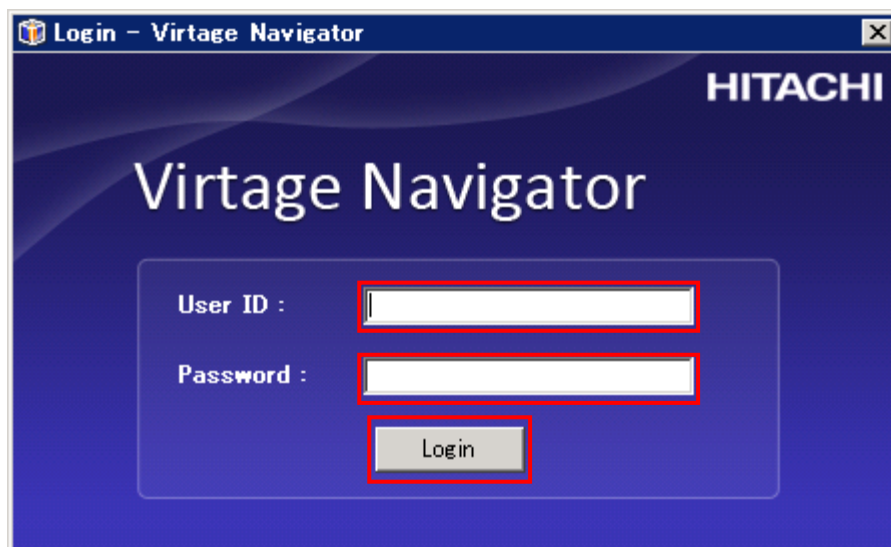 Login - Virtage Navigator
HITACHI
Virtage Navigator
User ID :
Password :
Login